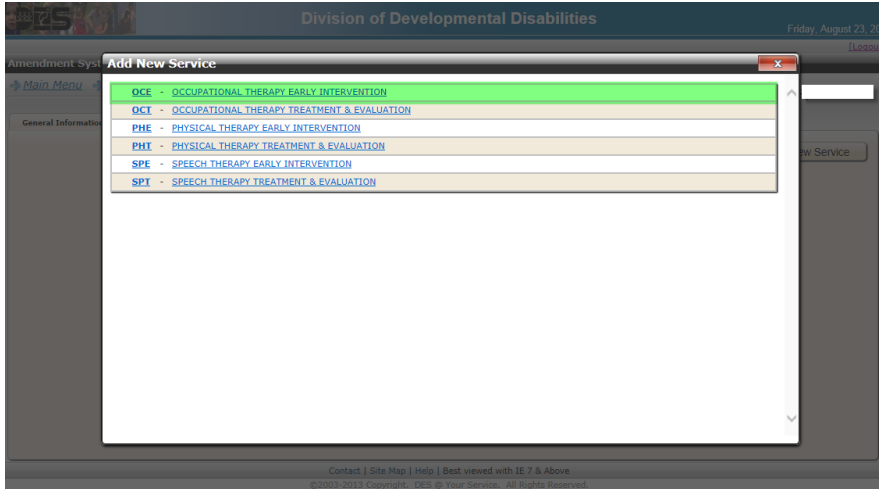 DES
Division of Developmental Disabilities
Friday, August 23, 20
[Logou
Amendment Syst
Add New Service
x
Main Menu
General Information
ew Service
OCE - OCCUPATIONAL THERAPY EARLY INTERVENTION
OCT - OCCUPATIONAL THERAPY TREATMENT & EVALUATION
PHE - PHYSICAL THERAPY EARLY INTERVENTION
PHT - PHYSICAL THERAPY TREATMENT & EVALUATION
SPE - SPEECH THERAPY EARLY INTERVENTION
SPT - SPEECH THERAPY TREATMENT & EVALUATION
Contact | Site Map | Help | Best viewed with IE 7 & Above
©2003-2013 Copyright. DES @ Your Service. All Rights Reserved.